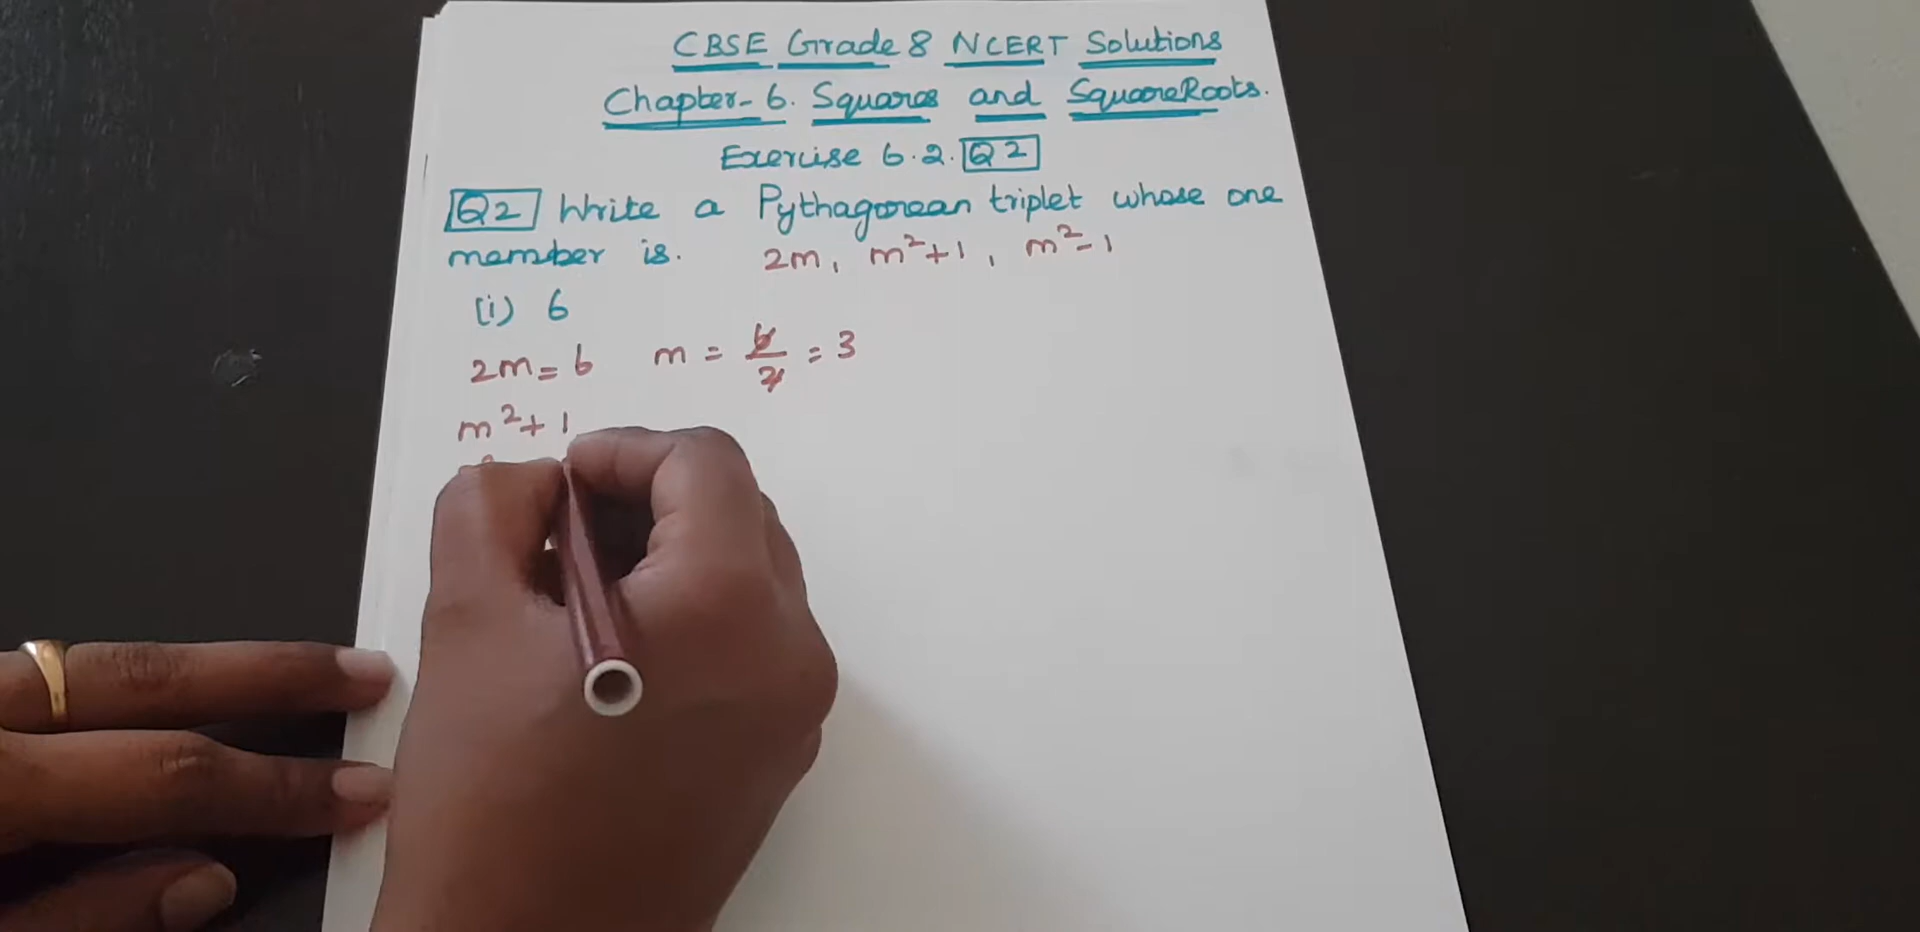 CBSE Grade 8 NCERT Solutions
Chapter-6. Squares and SquareRoots.
Exercise 6.2. Q2
Q2 Write a Pythagorean triplet whose one
member is. 2m, m²+1, m²-1
(i) 6
2m = 6 m = 6/2 = 3
m²+1